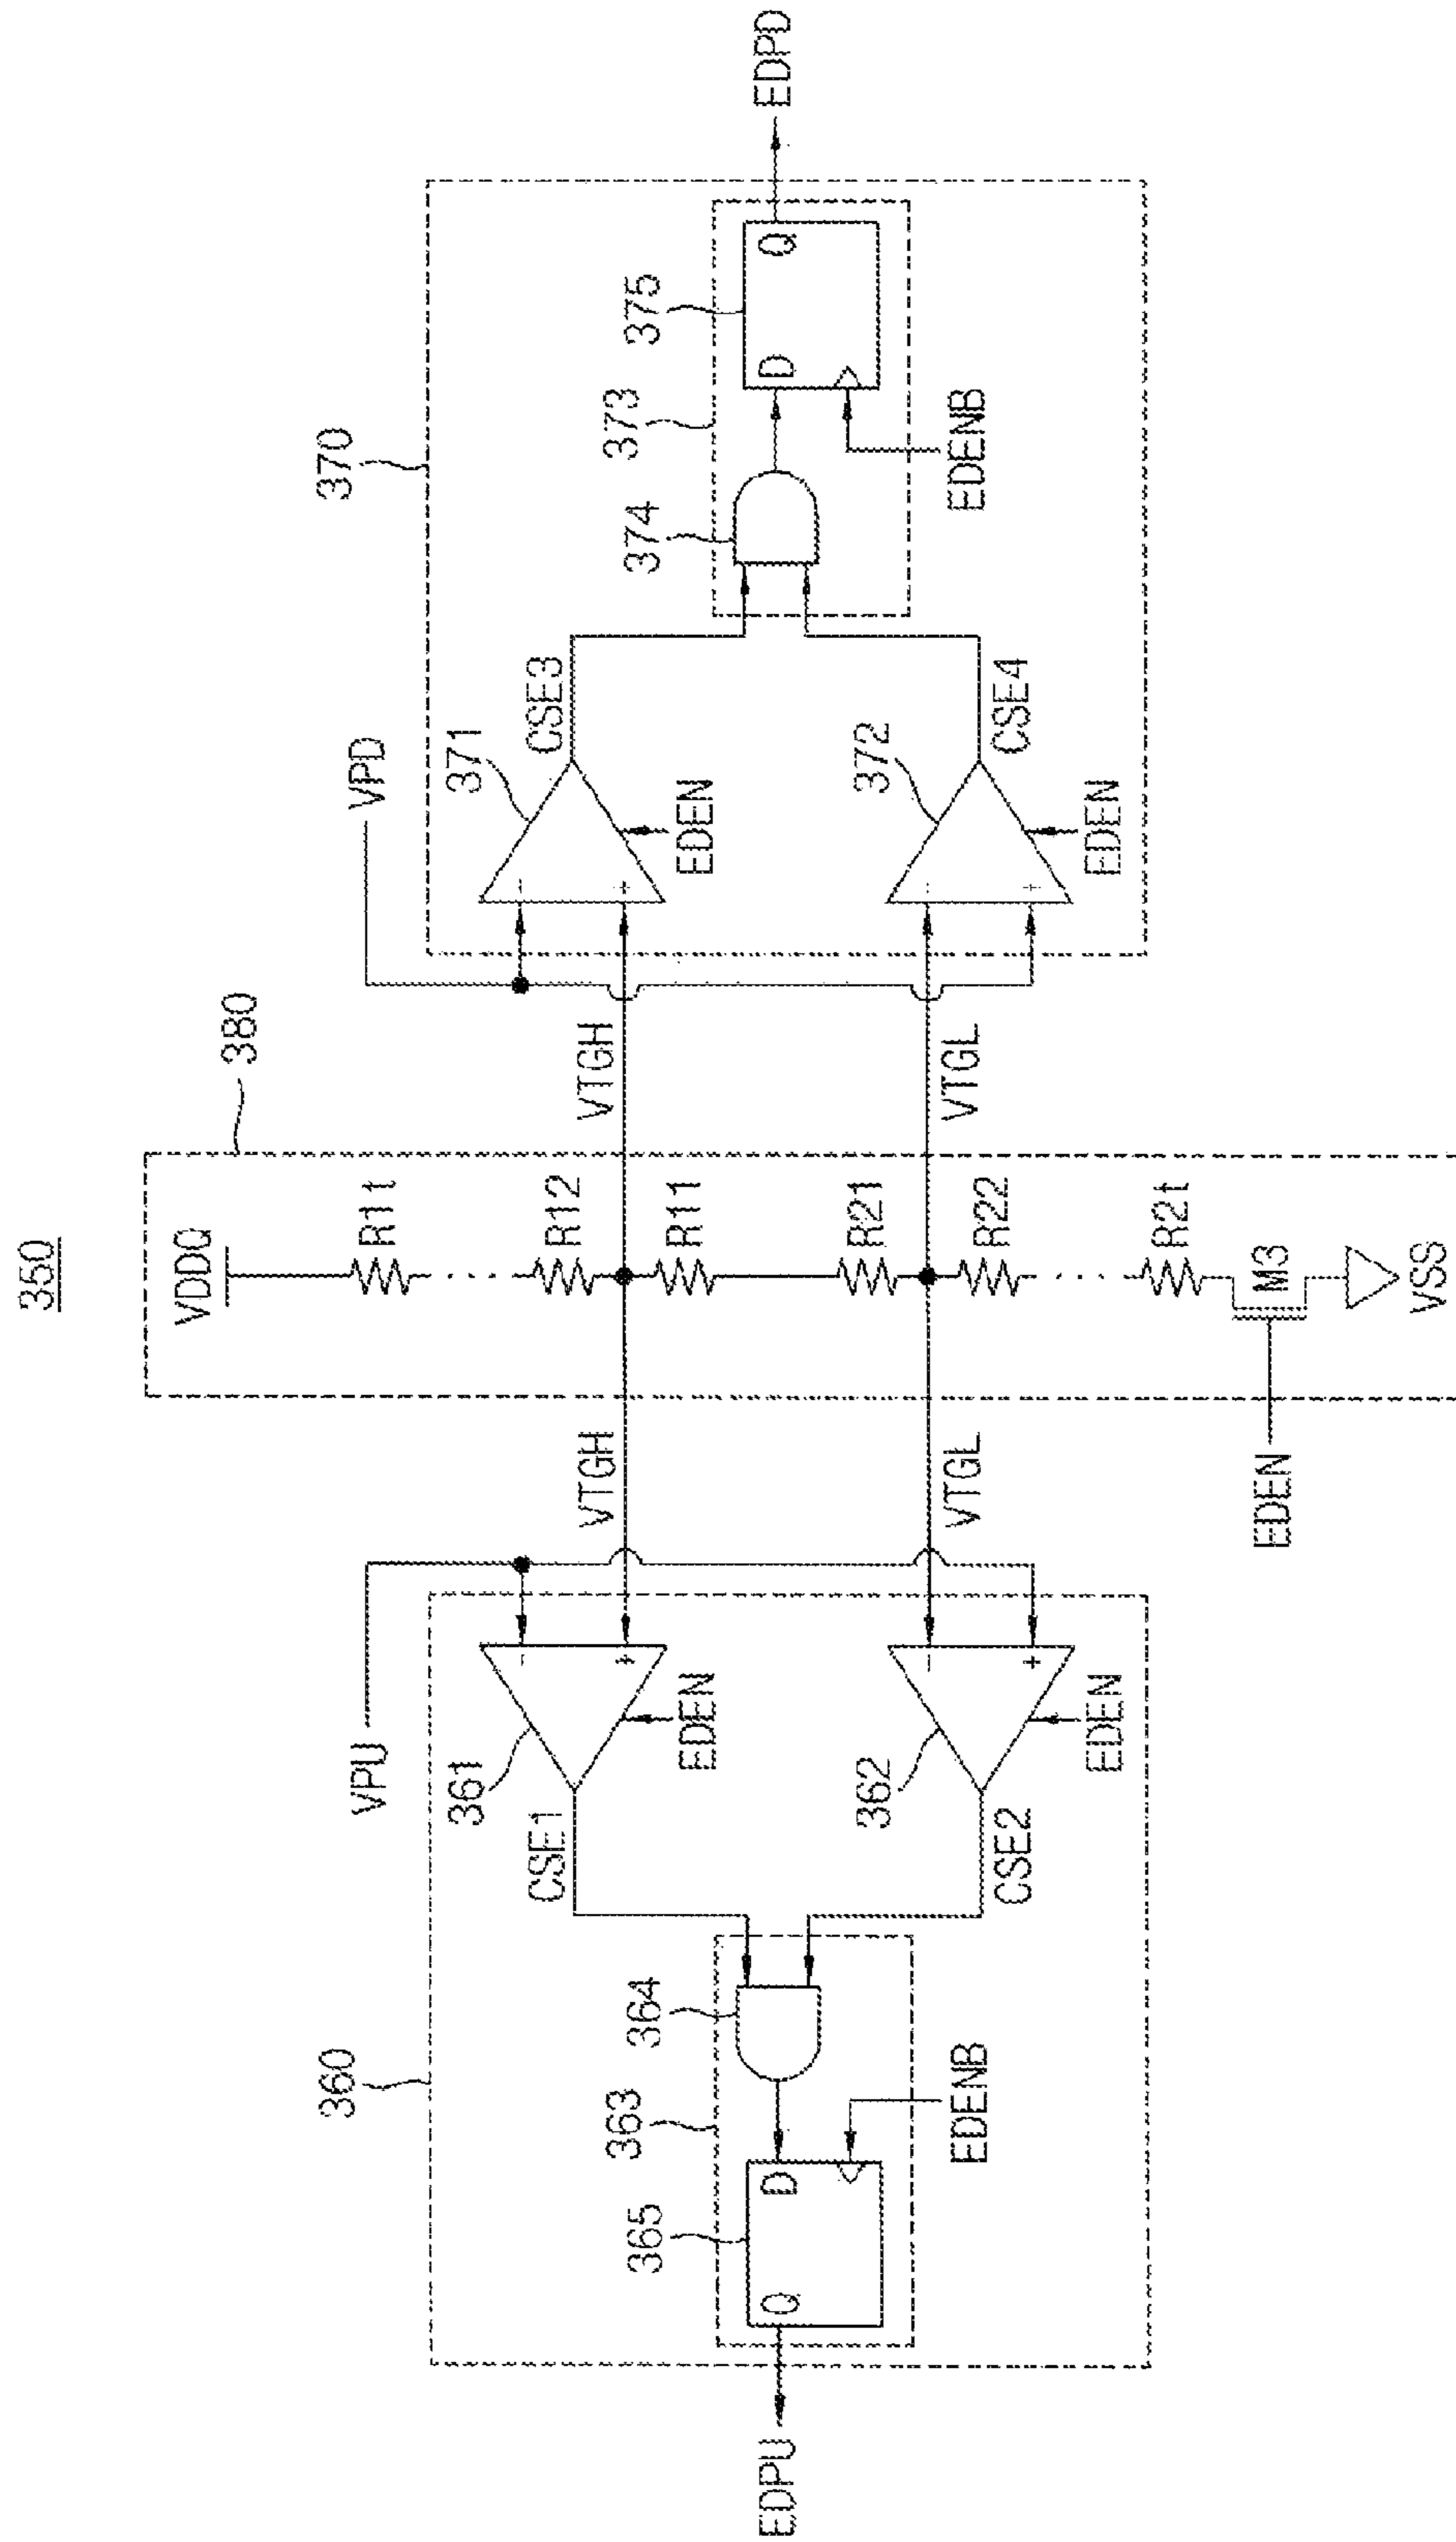 350
380
VDDQ
R1t
R12
R11
R21
R22
R2t
M3
VSS
EDEN
VTGH
VTGH
VTGL
VTGL
360
VPU
361
-
+
EDEN
CSE1
362
-
+
EDEN
CSE2
363
364
365
D
Q
EDENB
EDPU
370
VPD
371
-
+
EDEN
CSE3
372
-
+
EDEN
CSE4
373
374
375
D
Q
EDENB
EDPD